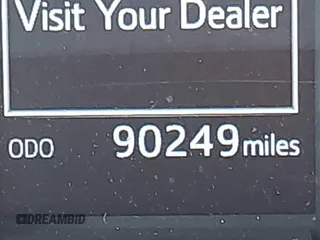 Visit Your Dealer
ODO 90249 miles
DREAMBID